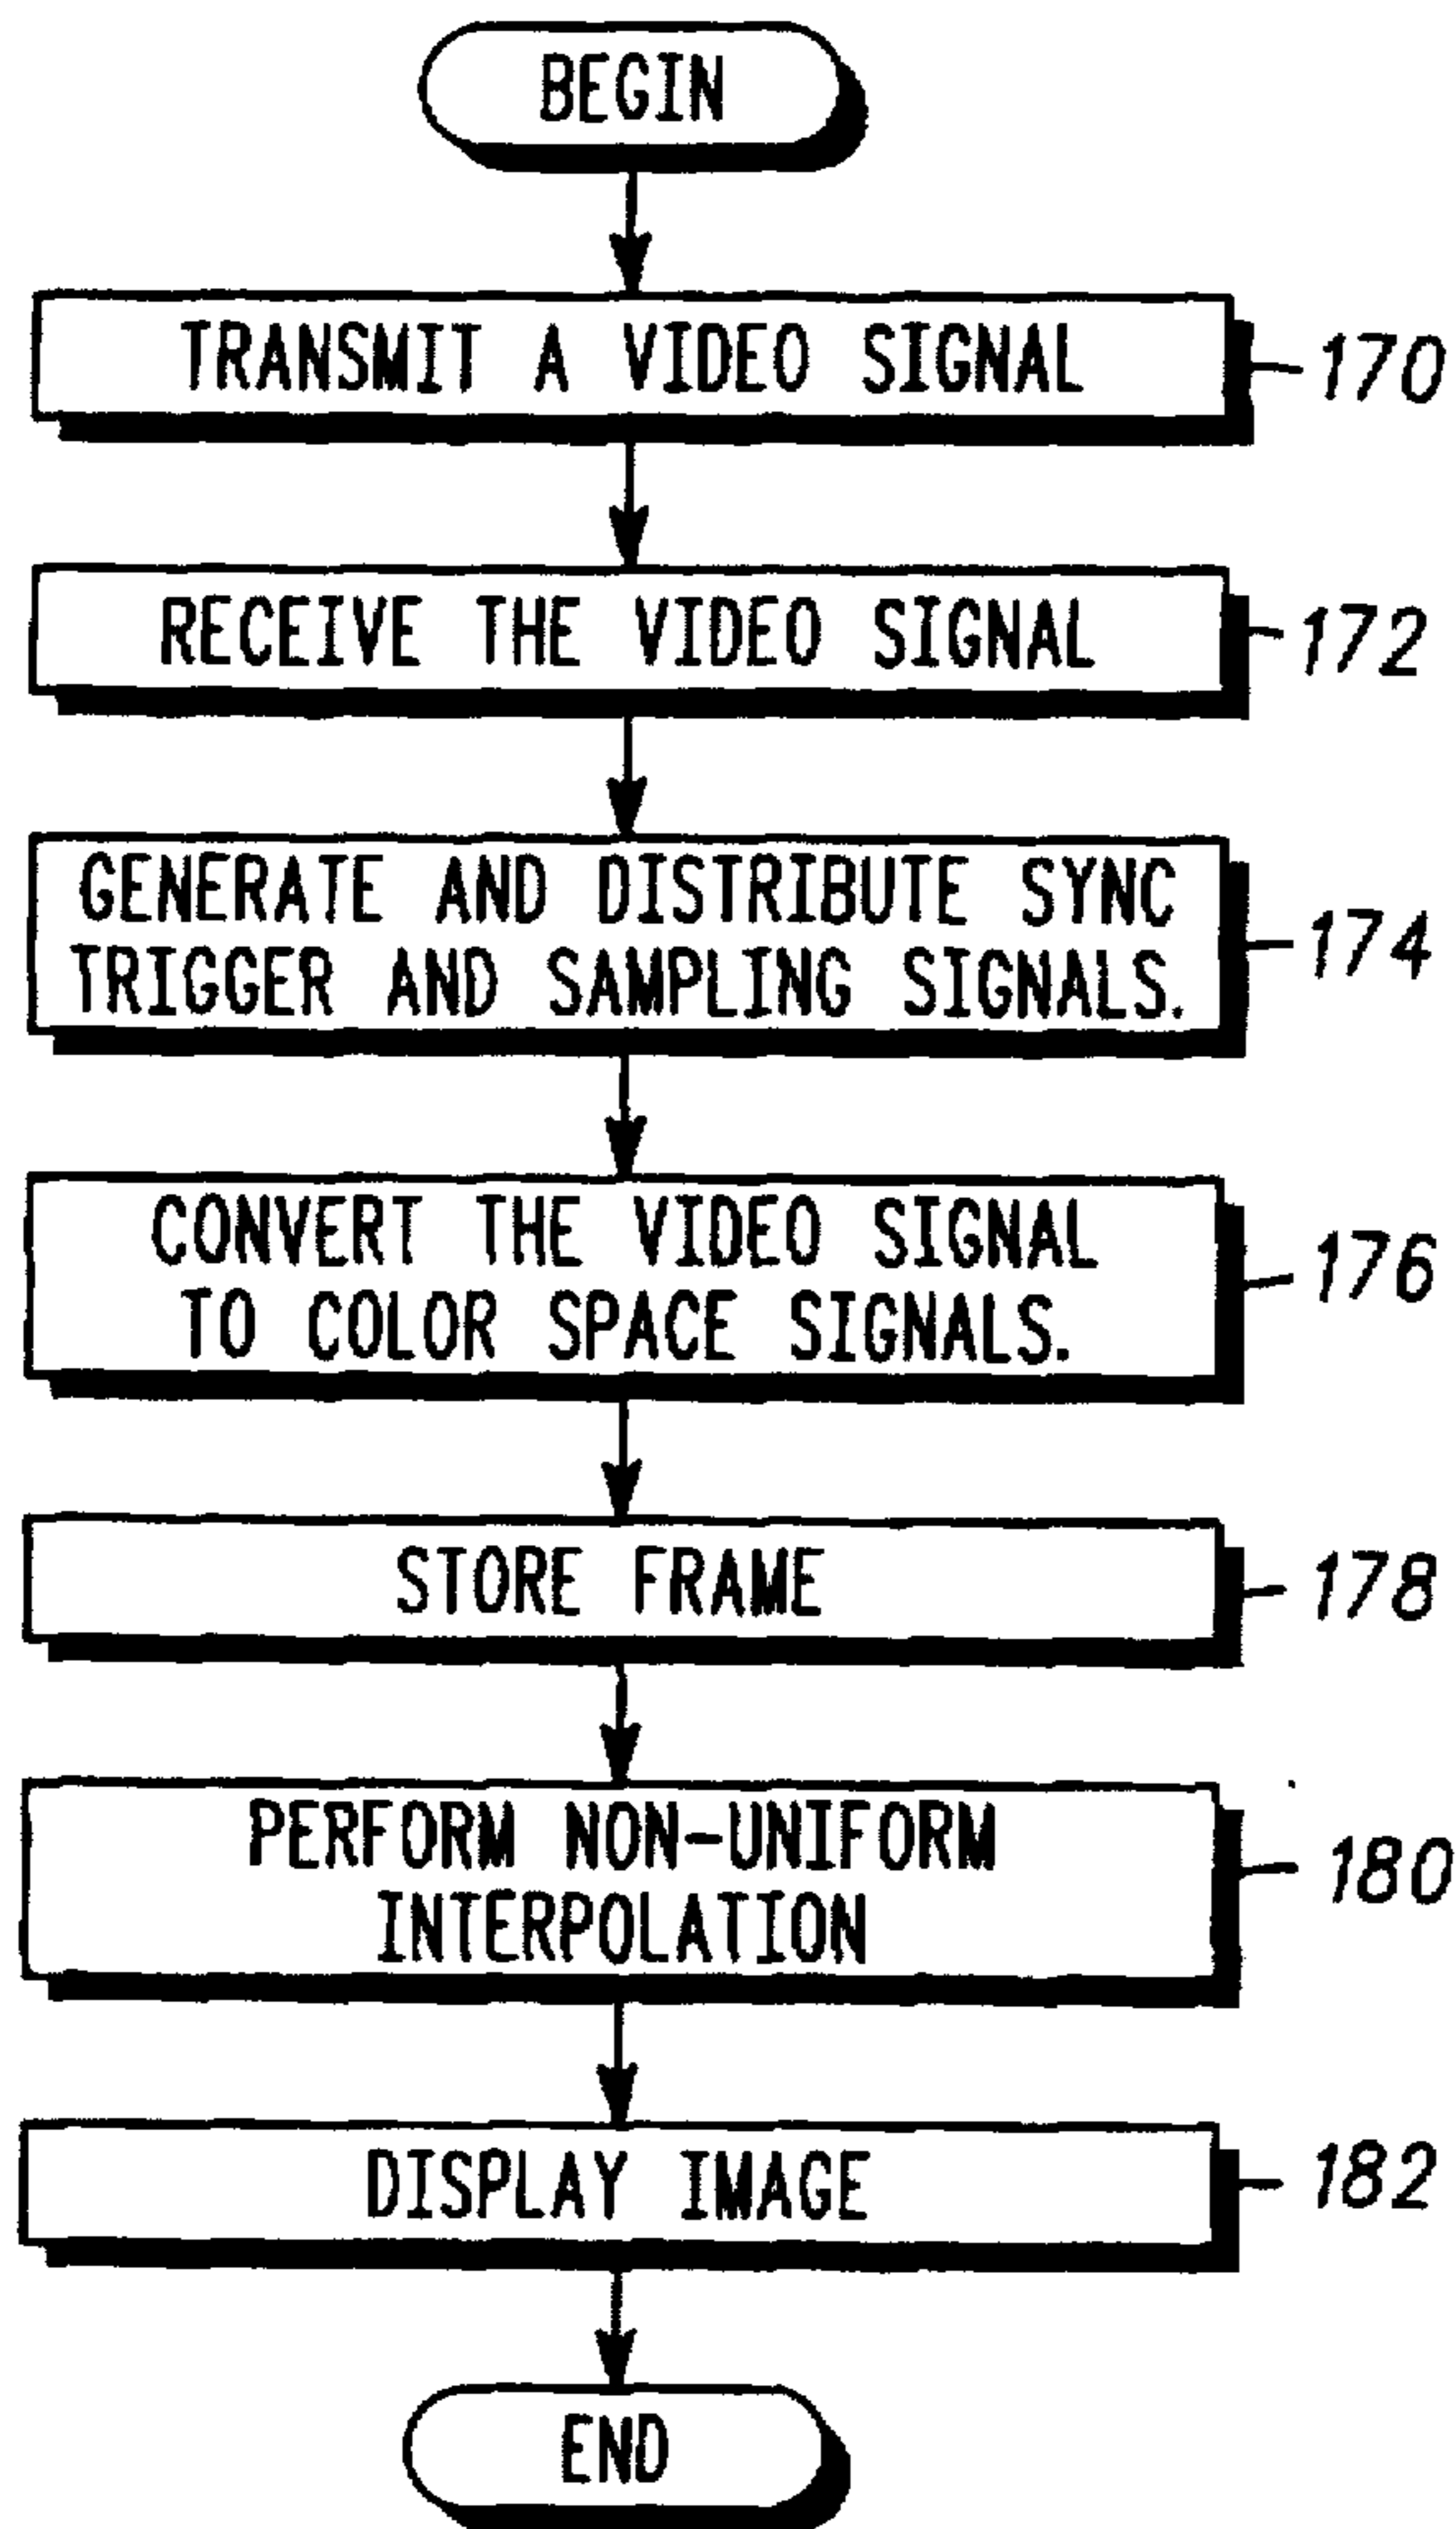 BEGIN
TRANSMIT A VIDEO SIGNAL
170
RECEIVE THE VIDEO SIGNAL
172
GENERATE AND DISTRIBUTE SYNC
TRIGGER AND SAMPLING SIGNALS.
174
CONVERT THE VIDEO SIGNAL
TO COLOR SPACE SIGNALS.
176
STORE FRAME
178
PERFORM NON-UNIFORM
INTERPOLATION
180
DISPLAY IMAGE
182
END